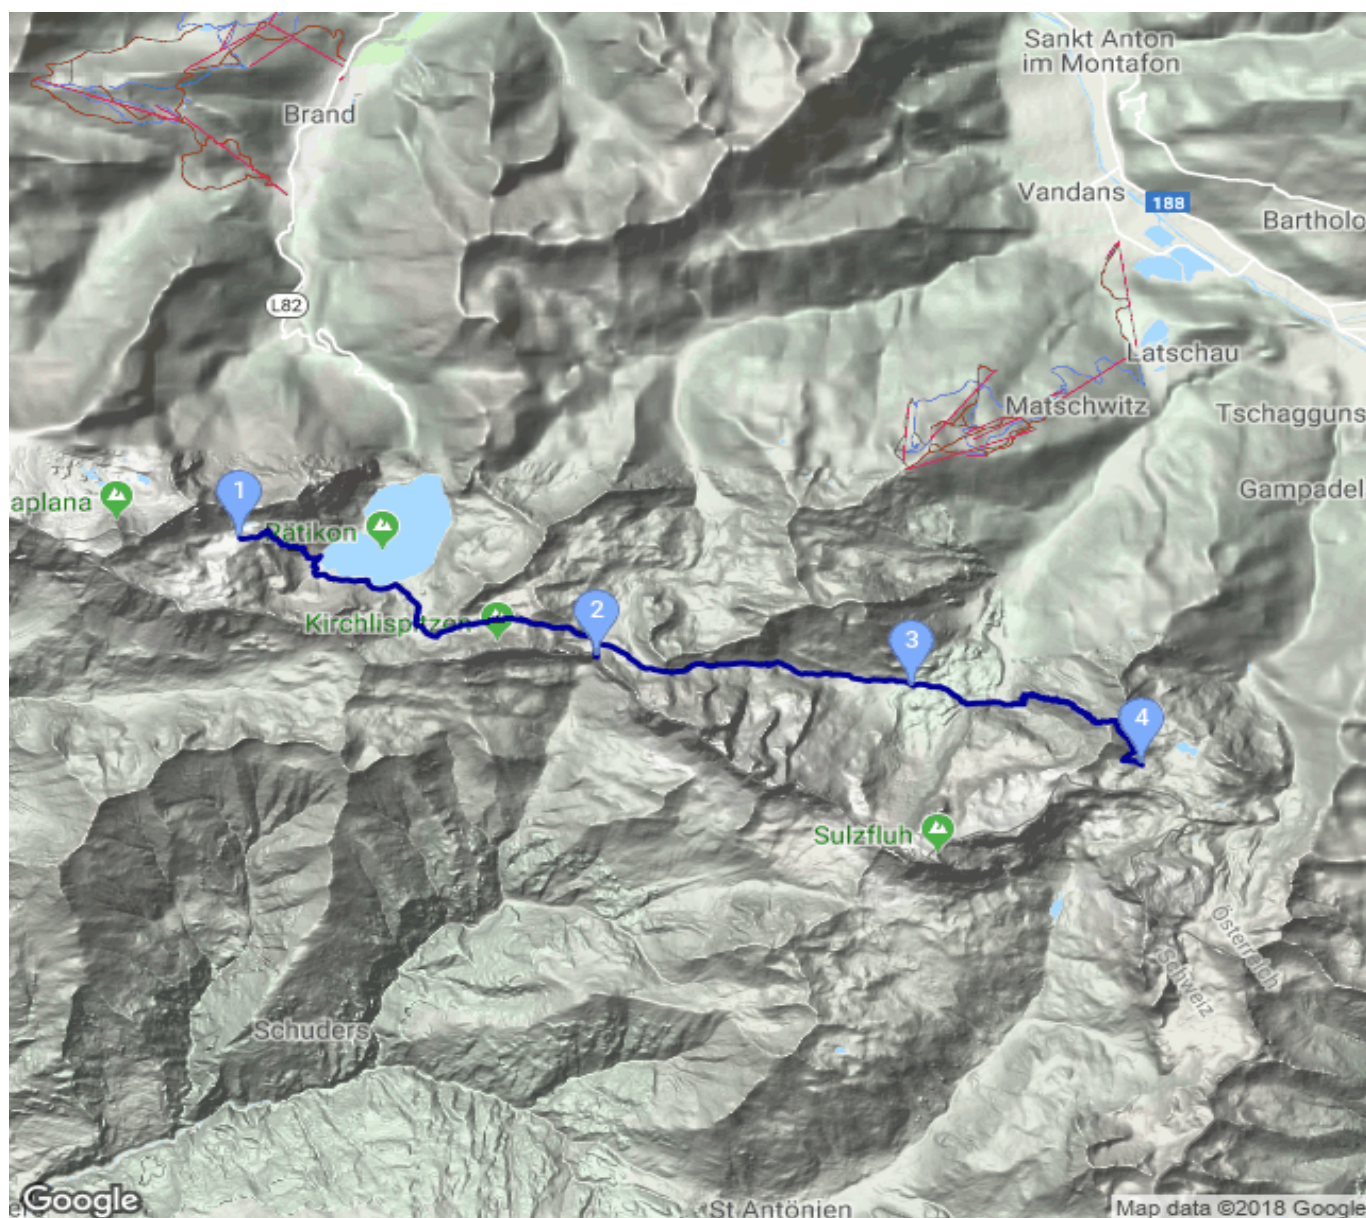 Sankt Anton
im Montafon
Brand
Vandans
188
Bartholo
L82
Latschau
Matschwitz
Tschagguns
aplana
1
Gampadel
Rätikon
Kirchlispitzen
2
3
4
Sulzfluh
Österreich
Schweiz
Schuders
Google
St Antönien
Map data ©2018 Google